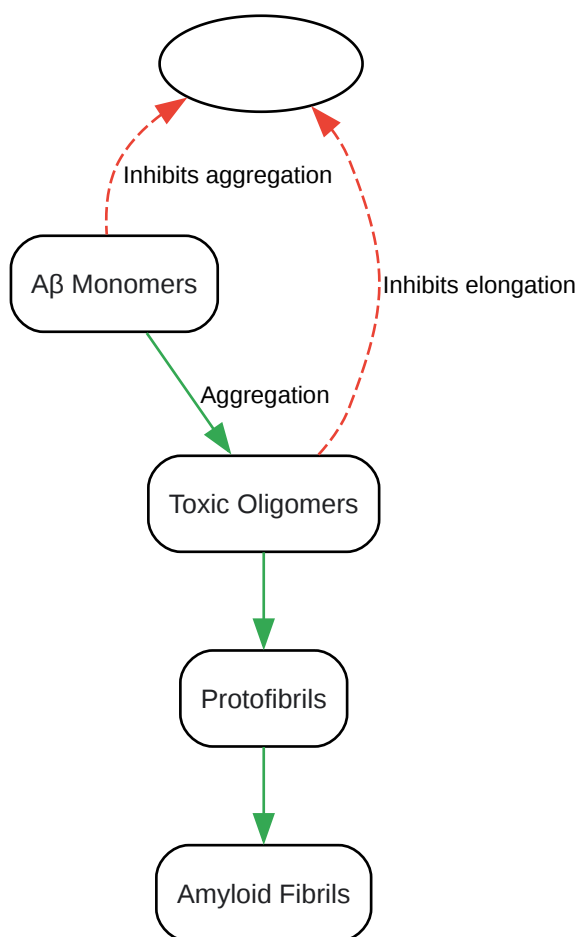 Inhibits aggregation
Aβ Monomers
Inhibits elongation
Aggregation
Toxic Oligomers
Protofibrils
Amyloid Fibrils